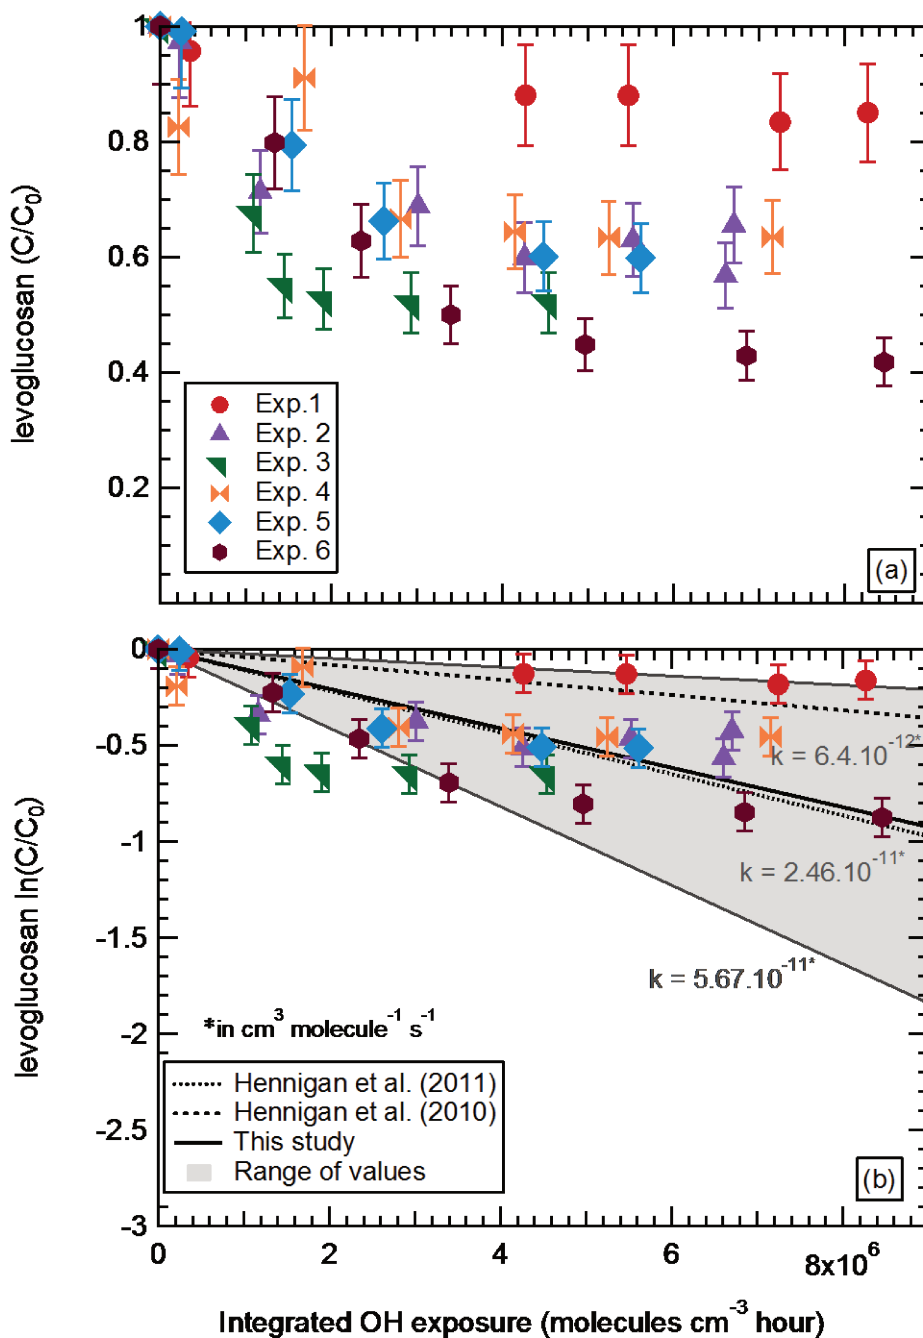 1
0.8
0.6
0.4
0.2
levoglucosan (C/C₀)
Exp.1
Exp. 2
Exp. 3
Exp. 4
Exp. 5
Exp. 6
(a)
0
-0.5
-1
-1.5
-2
-2.5
-3
levoglucosan ln(C/C₀)
k = 6.4.10⁻¹²*
k = 2.46.10⁻¹¹*
k = 5.67.10⁻¹¹*
*in cm³ molecule⁻¹ s⁻¹
Hennigan et al. (2011)
Hennigan et al. (2010)
This study
Range of values
(b)
0 2 4 6 8x10⁶
Integrated OH exposure (molecules cm⁻³ hour)